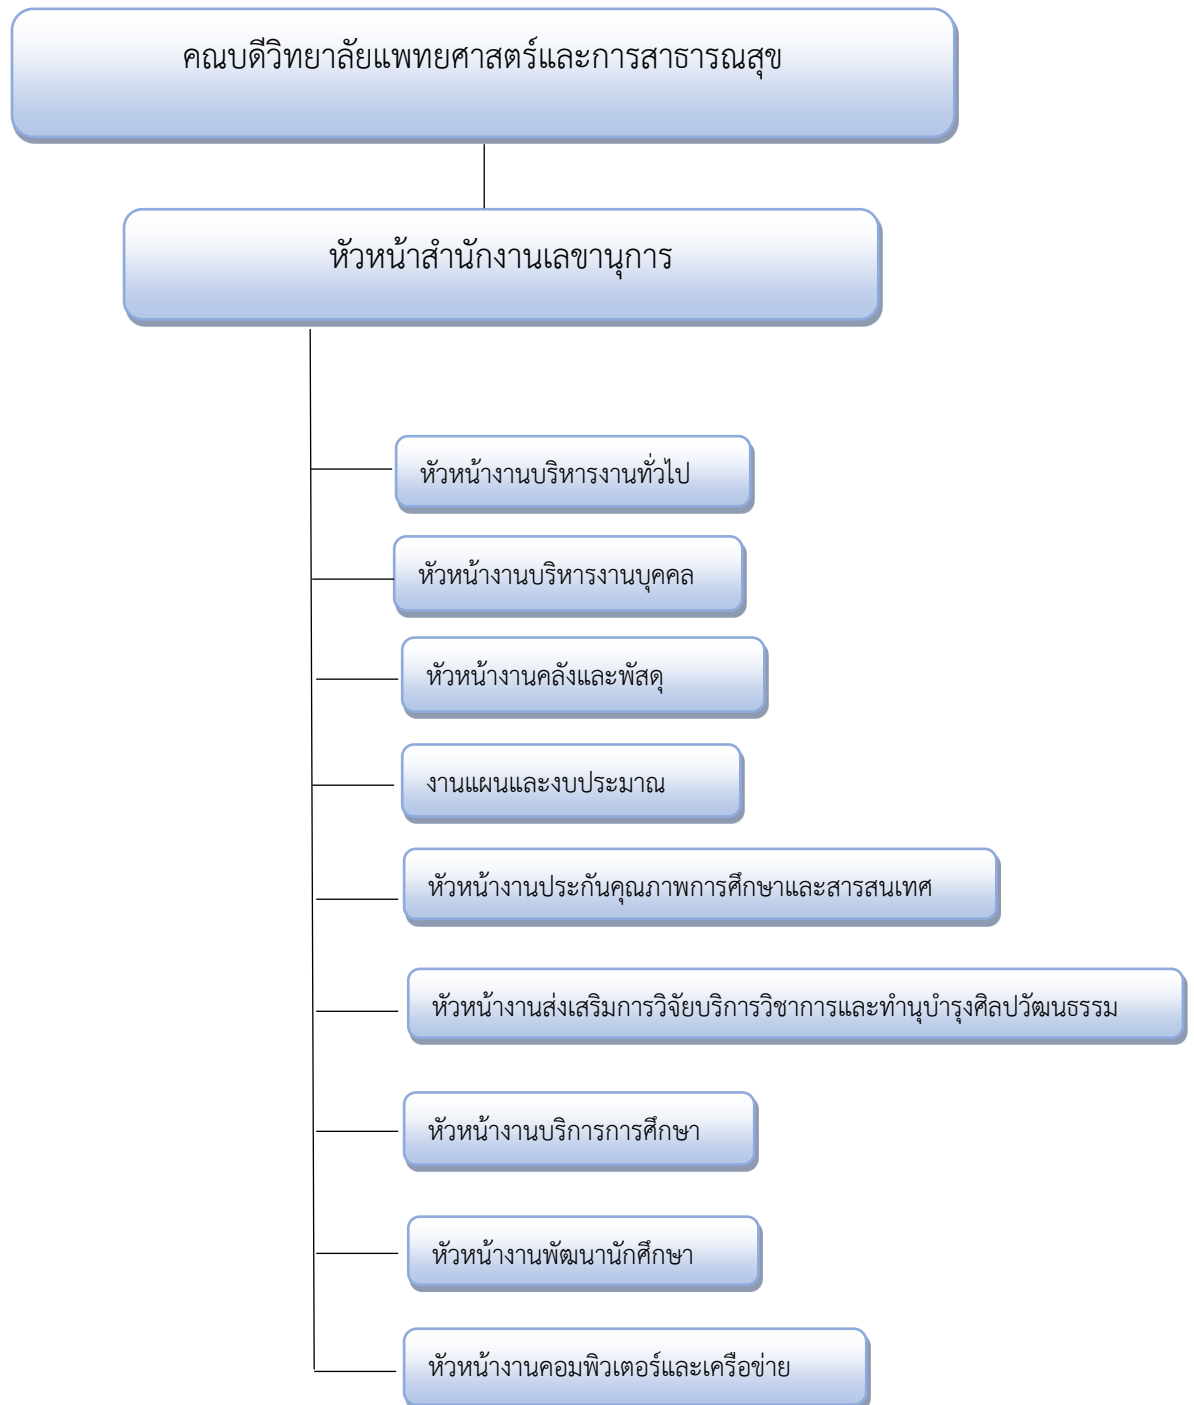 คณบดีวิทยาลัยแพทยศาสตร์และการสาธารณสุข
หัวหน้าสำนักงานเลขานุการ
หัวหน้างานบริหารงานทั่วไป
หัวหน้างานบริหารงานบุคคล
หัวหน้างานคลังและพัสดุ
งานแผนและงบประมาณ
หัวหน้างานประกันคุณภาพการศึกษาและสารสนเทศ
หัวหน้างานส่งเสริมการวิจัยบริการวิชาการและทำนุบำรุงศิลปวัฒนธรรม
หัวหน้างานบริการการศึกษา
หัวหน้างานพัฒนานักศึกษา
หัวหน้างานคอมพิวเตอร์และเครือข่าย